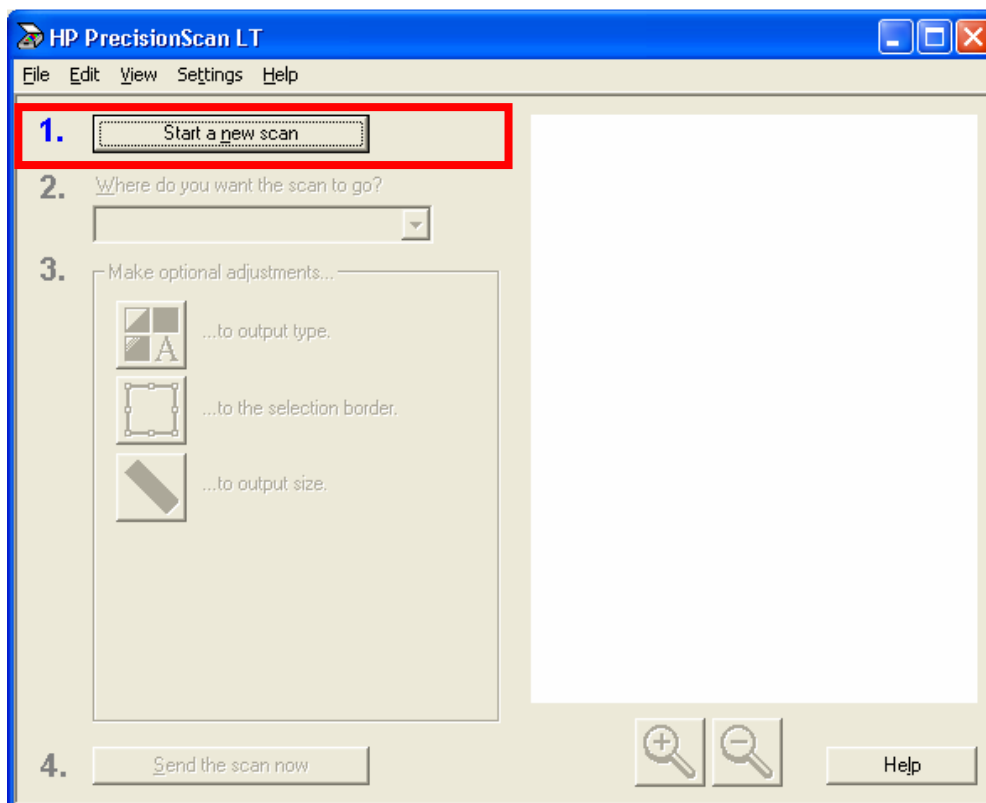 HP PrecisionScan LT
File Edit View Settings Help
1. Start a new scan
2. Where do you want the scan to go?
3. Make optional adjustments...
A ...to output type.
...to the selection border.
...to output size.
4. Send the scan now
Help